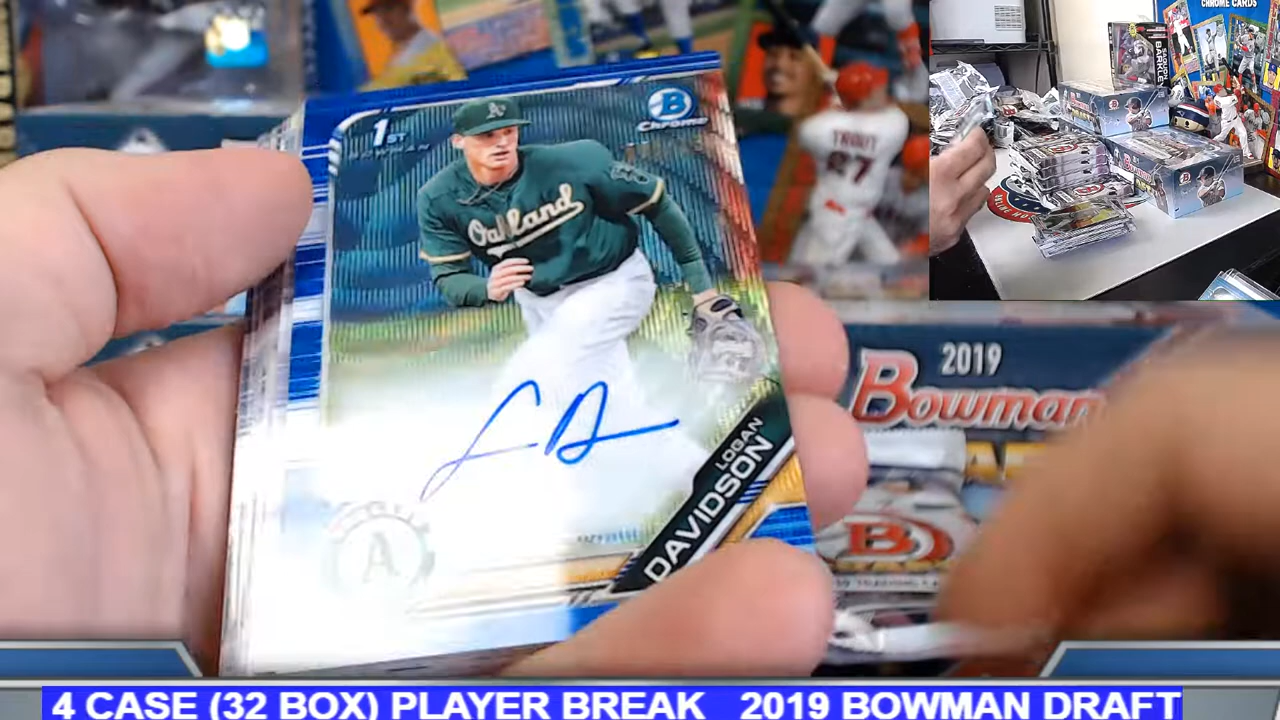 CHROME CARDS
1ST
B
Chrome
A's
Oakland
TROUT
27
LOGAN
DAVIDSON
A
2019
Bowman
B
4 CASE (32 BOX) PLAYER BREAK 2019 BOWMAN DRAFT